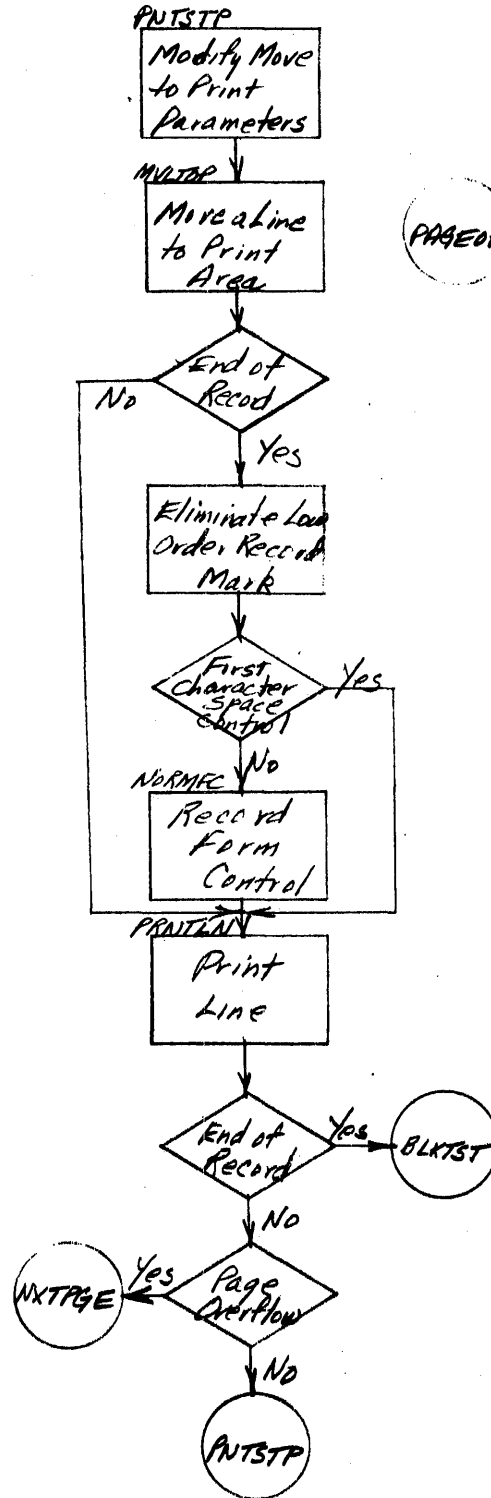 PNTSTP
Modify Move
to Print
Parameters
MVLTOP
Move a Line
to Print
Area
End of
Record
No
Yes
Eliminate Low
Order Record
Mark
First
Character
Space
Control
Yes
No
NORMFC
Record
Form
Control
PRNTLN
Print
Line
End of
Record
Yes
BLKTST
No
Page
Overflow
Yes
NXTPGE
No
PNTSTP